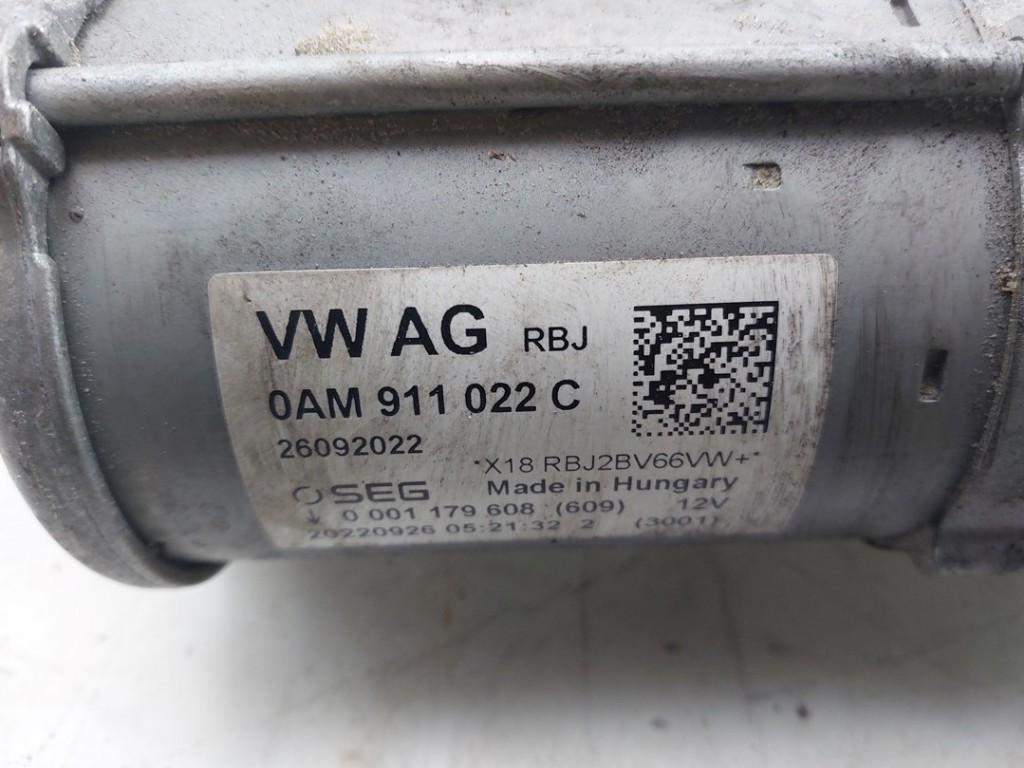 VW AG RBJ
0AM 911 022 C
26092022
*X18 RBJ2BV66VW+*
SEG Made in Hungary
0 001 179 608 (609) 12V
20220926 05:21:32 2 (3001)